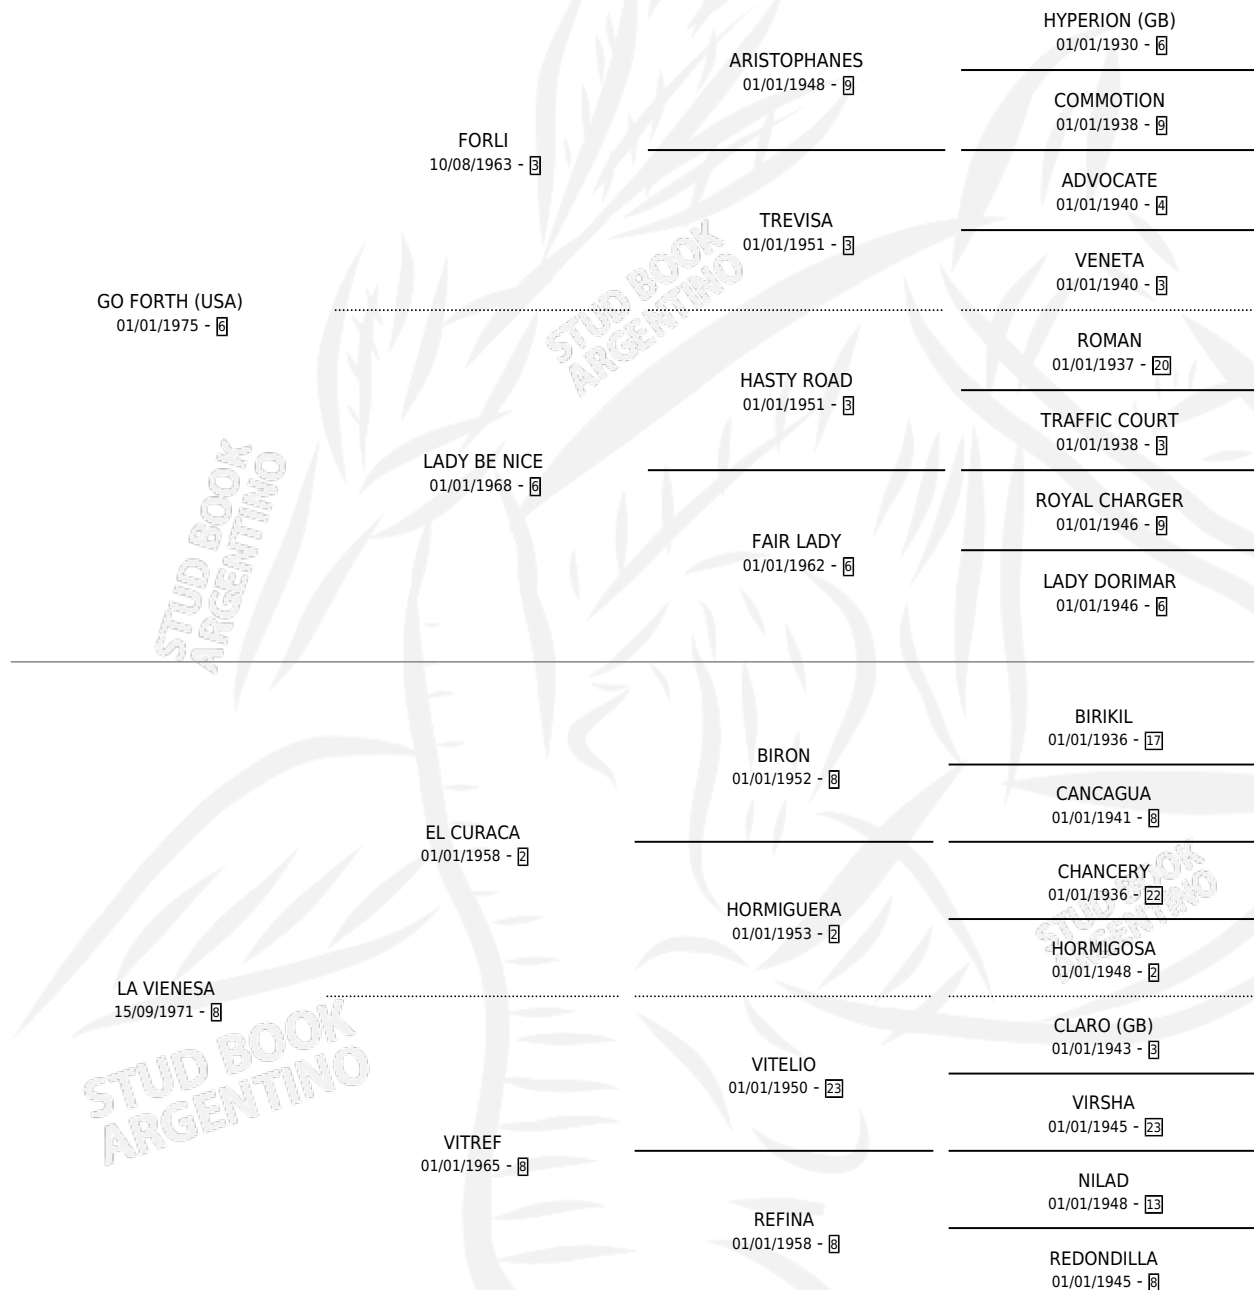 HYPERION (GB)
01/01/1930 - 6
ARISTOPHANES
01/01/1948 - 9
COMMOTION
01/01/1938 - 9
FORLI
10/08/1963 - 3
ADVOCATE
01/01/1940 - 4
TREVISA
01/01/1951 - 3
VENETA
01/01/1940 - 3
GO FORTH (USA)
01/01/1975 - 6
ROMAN
01/01/1937 - 20
HASTY ROAD
01/01/1951 - 3
TRAFFIC COURT
01/01/1938 - 3
LADY BE NICE
01/01/1968 - 6
ROYAL CHARGER
01/01/1946 - 9
FAIR LADY
01/01/1962 - 6
LADY DORIMAR
01/01/1946 - 6
BIRIKIL
01/01/1936 - 17
BIRON
01/01/1952 - 8
CANCAGUA
01/01/1941 - 8
EL CURACA
01/01/1958 - 2
CHANCERY
01/01/1936 - 22
HORMIGUERA
01/01/1953 - 2
HORMIGOSA
01/01/1948 - 2
LA VIENESA
15/09/1971 - 8
CLARO (GB)
01/01/1943 - 3
VITELIO
01/01/1950 - 23
VIRSHA
01/01/1945 - 23
VITREF
01/01/1965 - 8
NILAD
01/01/1948 - 13
REFINA
01/01/1958 - 8
REDONDILLA
01/01/1945 - 8
STUD BOOK
ARGENTINO
STUD BOOK
ARGENTINO
STUD BOOK
ARGENTINO
STUD BOOK
ARGENTINO